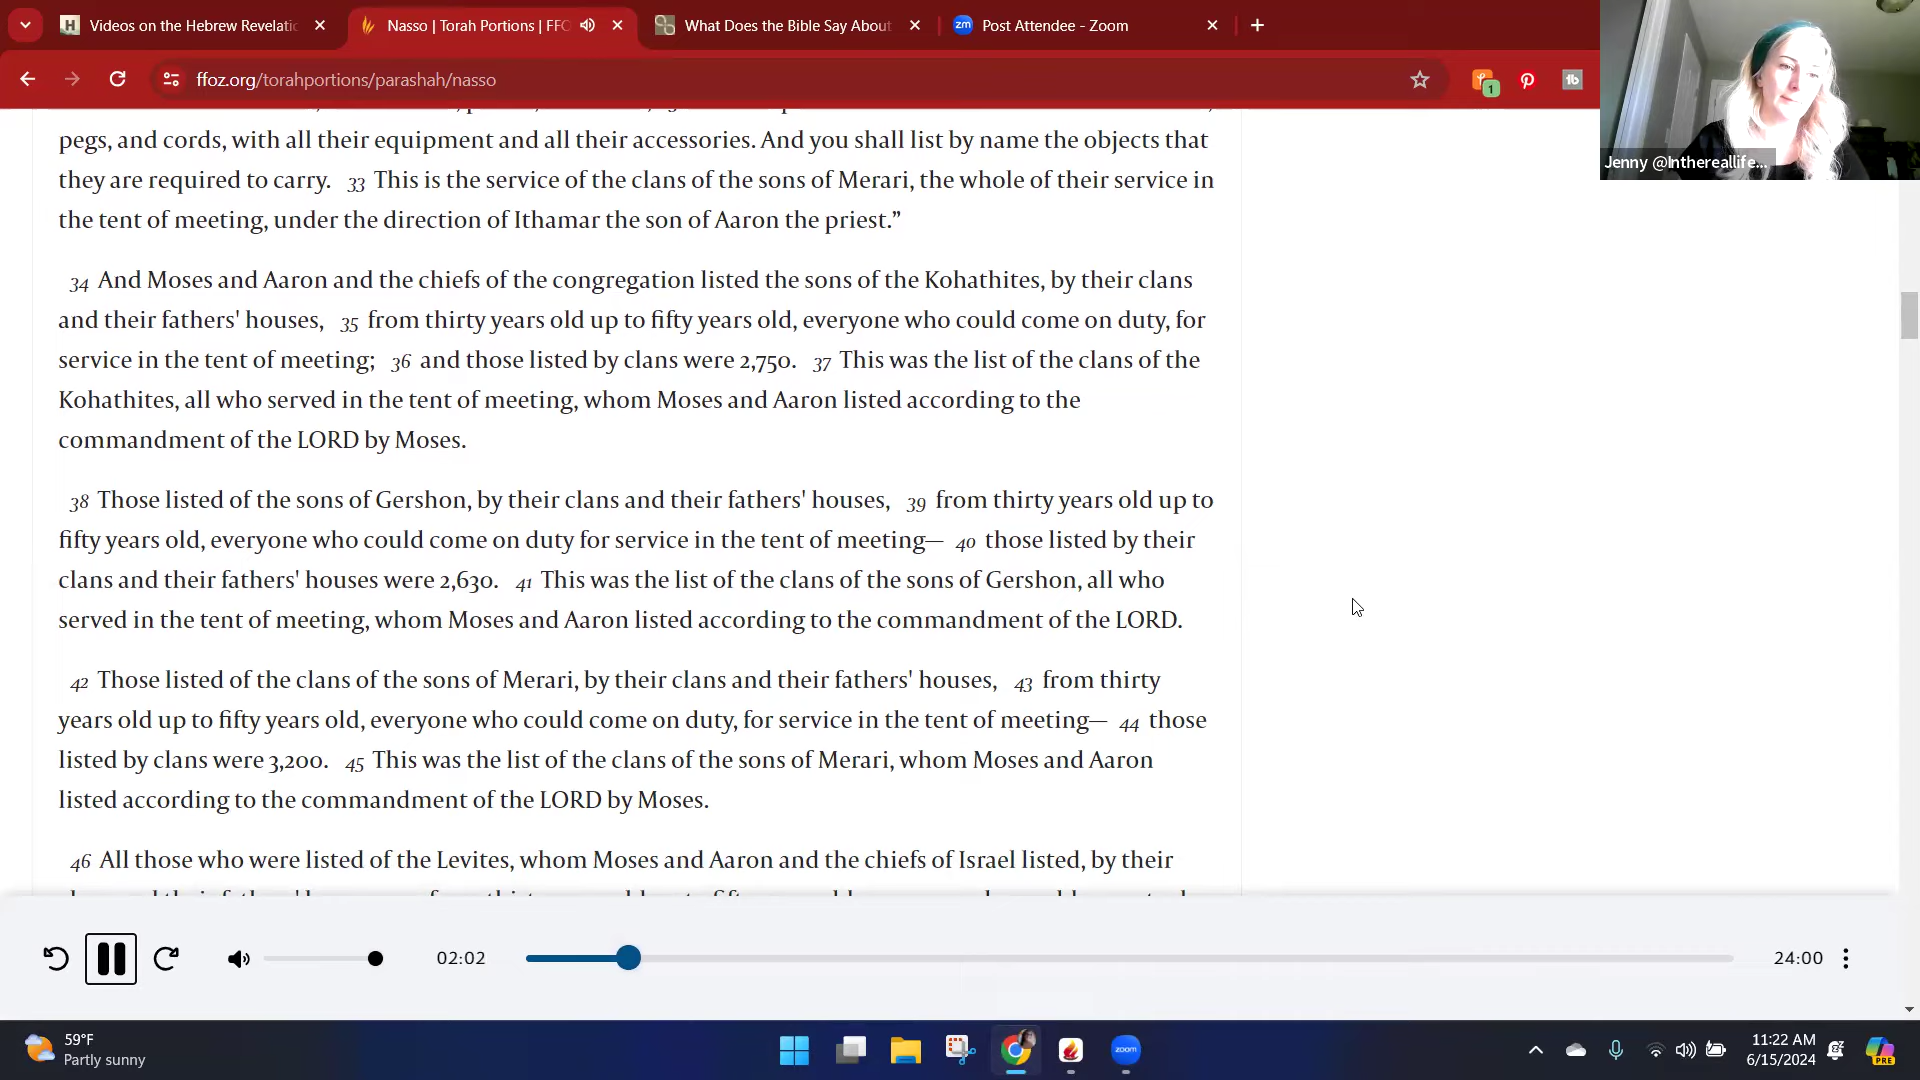 Videos on the Hebrew Revelatic
Nasso | Torah Portions | FFO
What Does the Bible Say About
zm Post Attendee - Zoom
ffoz.org/torahportions/parashah/nasso
1
Jenny @Inthereallife...
pegs, and cords, with all their equipment and all their accessories. And you shall list by name the objects that
they are required to carry. 33 This is the service of the clans of the sons of Merari, the whole of their service in
the tent of meeting, under the direction of Ithamar the son of Aaron the priest.”
34 And Moses and Aaron and the chiefs of the congregation listed the sons of the Kohathites, by their clans
and their fathers' houses, 35 from thirty years old up to fifty years old, everyone who could come on duty, for
service in the tent of meeting; 36 and those listed by clans were 2,750. 37 This was the list of the clans of the
Kohathites, all who served in the tent of meeting, whom Moses and Aaron listed according to the
commandment of the LORD by Moses.
38 Those listed of the sons of Gershon, by their clans and their fathers' houses, 39 from thirty years old up to
fifty years old, everyone who could come on duty for service in the tent of meeting— 40 those listed by their
clans and their fathers' houses were 2,630. 41 This was the list of the clans of the sons of Gershon, all who
served in the tent of meeting, whom Moses and Aaron listed according to the commandment of the LORD.
42 Those listed of the clans of the sons of Merari, by their clans and their fathers' houses, 43 from thirty
years old up to fifty years old, everyone who could come on duty, for service in the tent of meeting— 44 those
listed by clans were 3,200. 45 This was the list of the clans of the sons of Merari, whom Moses and Aaron
listed according to the commandment of the LORD by Moses.
46 All those who were listed of the Levites, whom Moses and Aaron and the chiefs of Israel listed, by their
02:02
24:00
59°F
Partly sunny
zoom
11:22 AM
6/15/2024
PRE